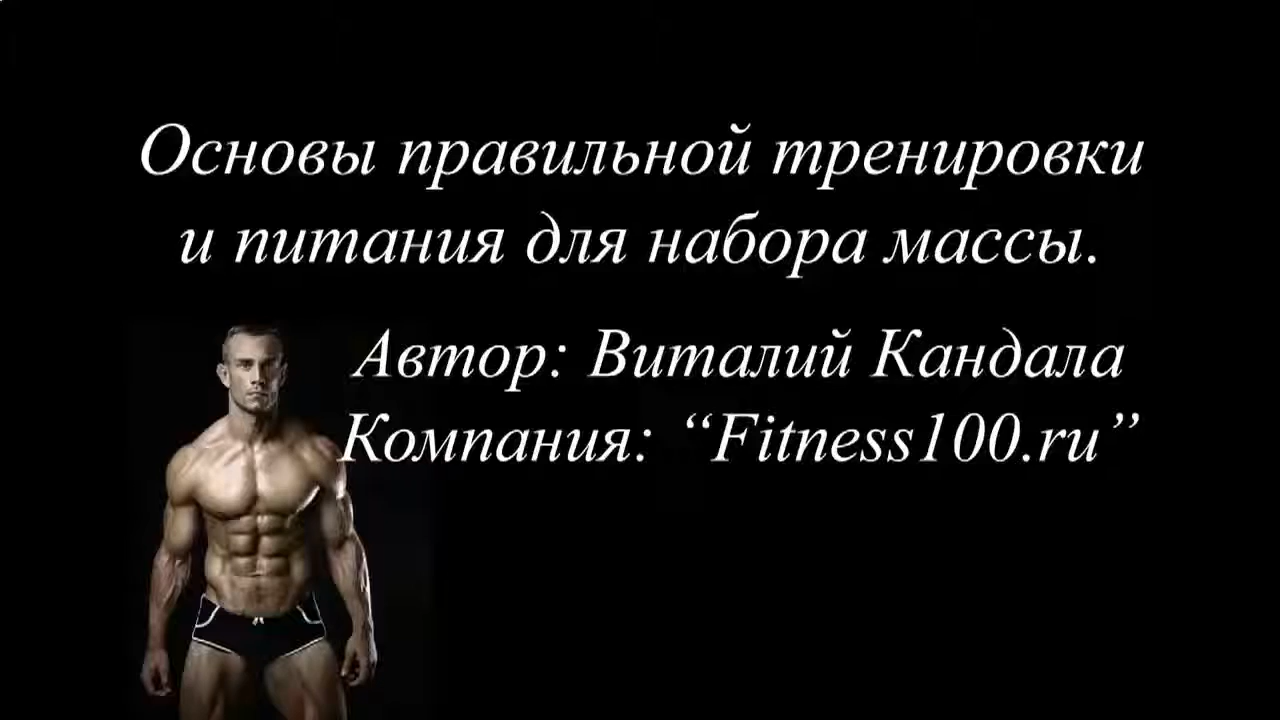 Основы правильной тренировки
и питания для набора массы.
Автор: Виталий Кандала
Компания: “Fitness100.ru”